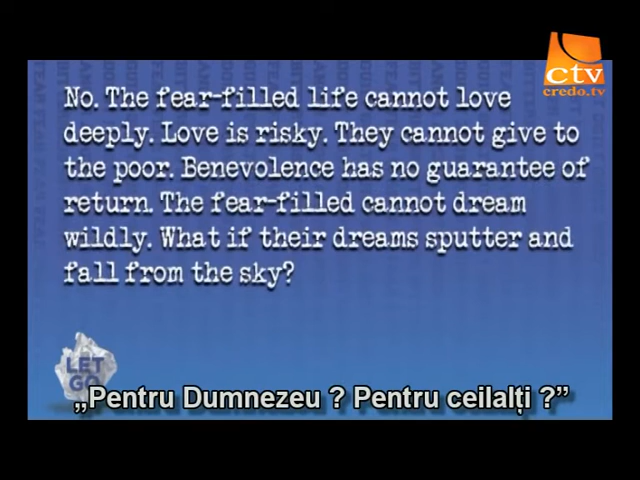 ctv
credo.tv
No. The fear-filled life cannot love
deeply. Love is risky. They cannot give to
the poor. Benevolence has no guarantee of
return. The fear-filled cannot dream
wildly. What if their dreams sputter and
fall from the sky?
LET
GO
„Pentru Dumnezeu ? Pentru ceilalți ?”